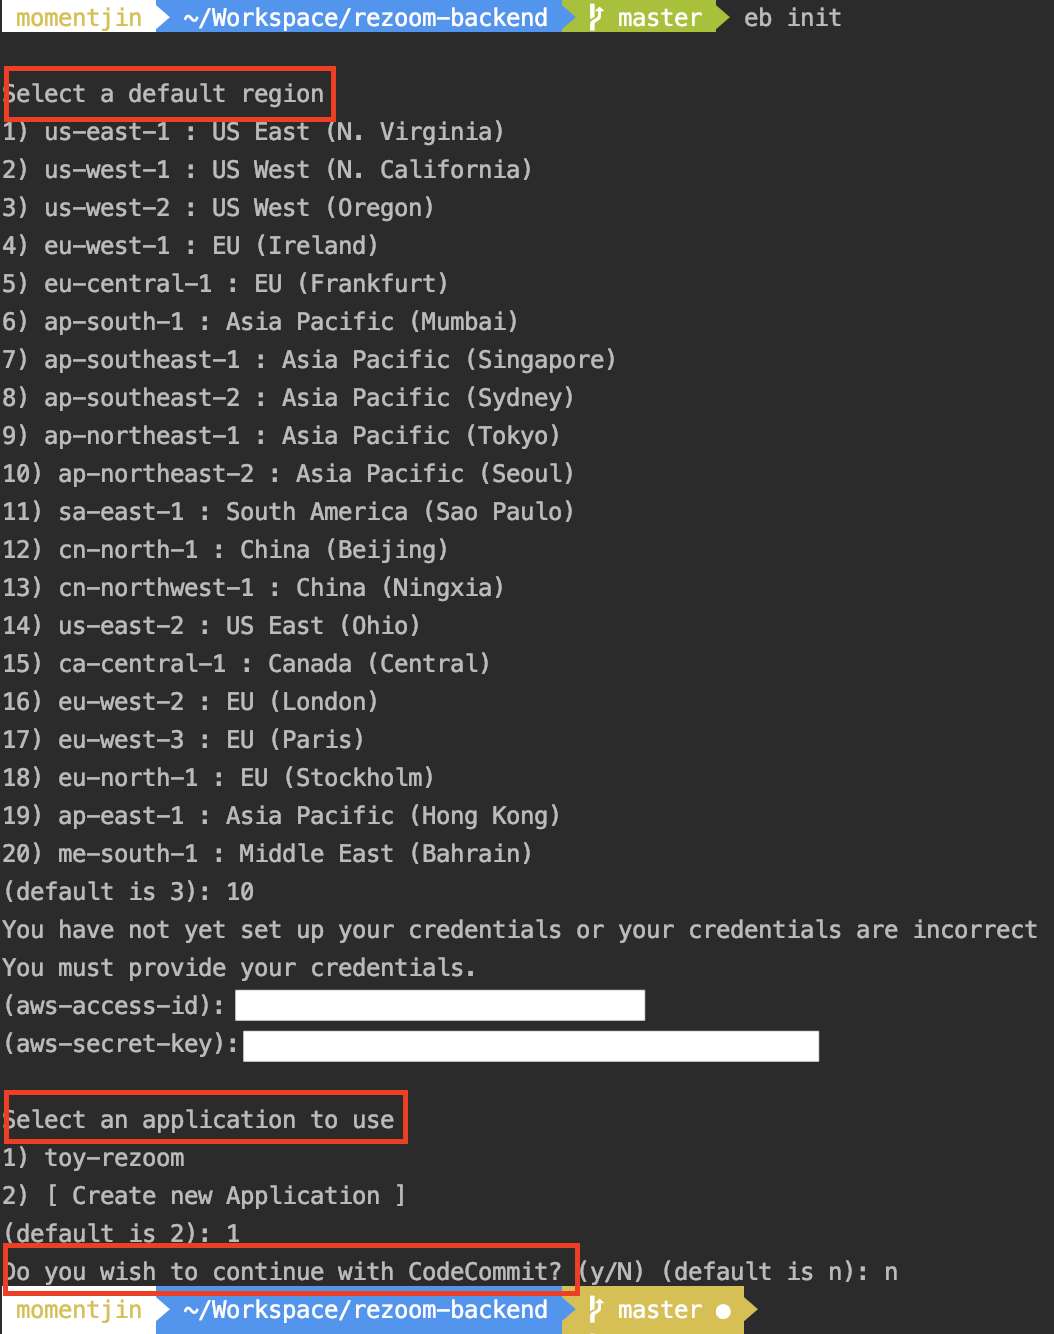 momentjin ~/Workspace/rezoom-backend master eb init
Select a default region
1) us-east-1 : US East (N. Virginia)
2) us-west-1 : US West (N. California)
3) us-west-2 : US West (Oregon)
4) eu-west-1 : EU (Ireland)
5) eu-central-1 : EU (Frankfurt)
6) ap-south-1 : Asia Pacific (Mumbai)
7) ap-southeast-1 : Asia Pacific (Singapore)
8) ap-southeast-2 : Asia Pacific (Sydney)
9) ap-northeast-1 : Asia Pacific (Tokyo)
10) ap-northeast-2 : Asia Pacific (Seoul)
11) sa-east-1 : South America (Sao Paulo)
12) cn-north-1 : China (Beijing)
13) cn-northwest-1 : China (Ningxia)
14) us-east-2 : US East (Ohio)
15) ca-central-1 : Canada (Central)
16) eu-west-2 : EU (London)
17) eu-west-3 : EU (Paris)
18) eu-north-1 : EU (Stockholm)
19) ap-east-1 : Asia Pacific (Hong Kong)
20) me-south-1 : Middle East (Bahrain)
(default is 3): 10
You have not yet set up your credentials or your credentials are incorrect
You must provide your credentials.
(aws-access-id):
(aws-secret-key):
Select an application to use
1) toy-rezoom
2) [ Create new Application ]
(default is 2): 1
Do you wish to continue with CodeCommit? (y/N) (default is n): n
momentjin ~/Workspace/rezoom-backend master ●